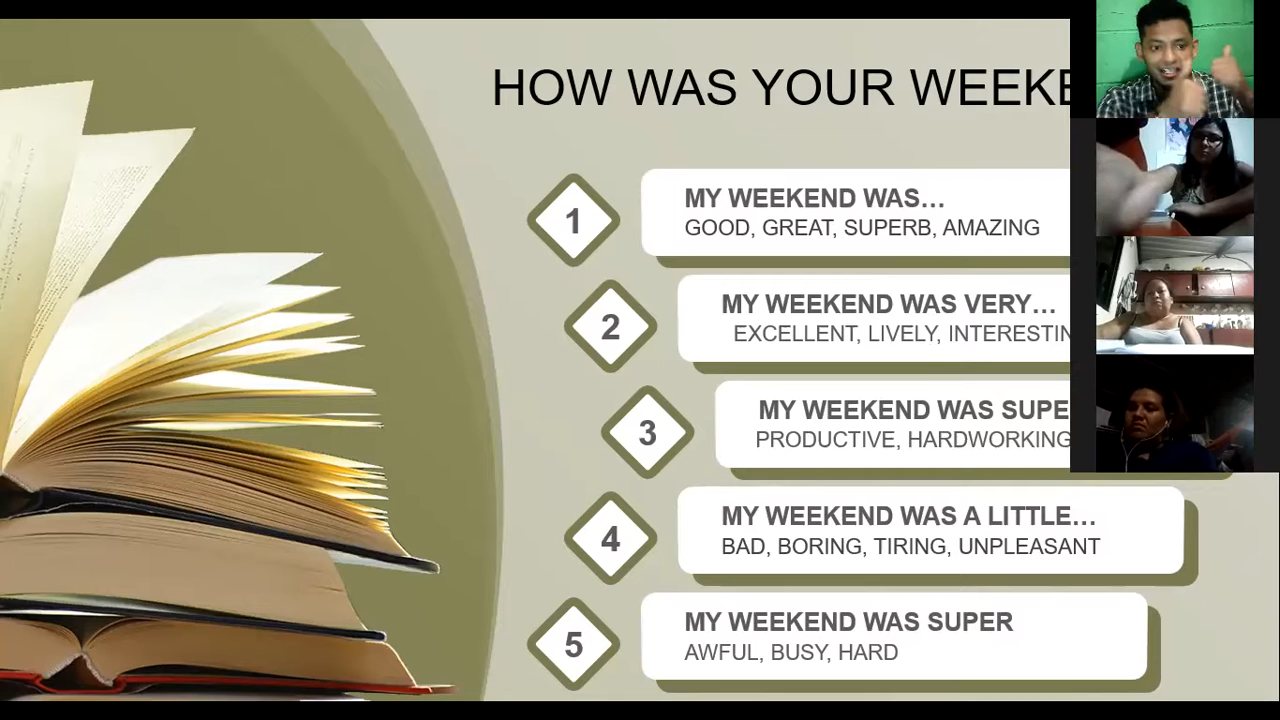 HOW WAS YOUR WEEKE
1
MY WEEKEND WAS…
GOOD, GREAT, SUPERB, AMAZING
2
MY WEEKEND WAS VERY…
EXCELLENT, LIVELY, INTERESTIN
3
MY WEEKEND WAS SUPE
PRODUCTIVE, HARDWORKING
4
MY WEEKEND WAS A LITTLE…
BAD, BORING, TIRING, UNPLEASANT
5
MY WEEKEND WAS SUPER
AWFUL, BUSY, HARD